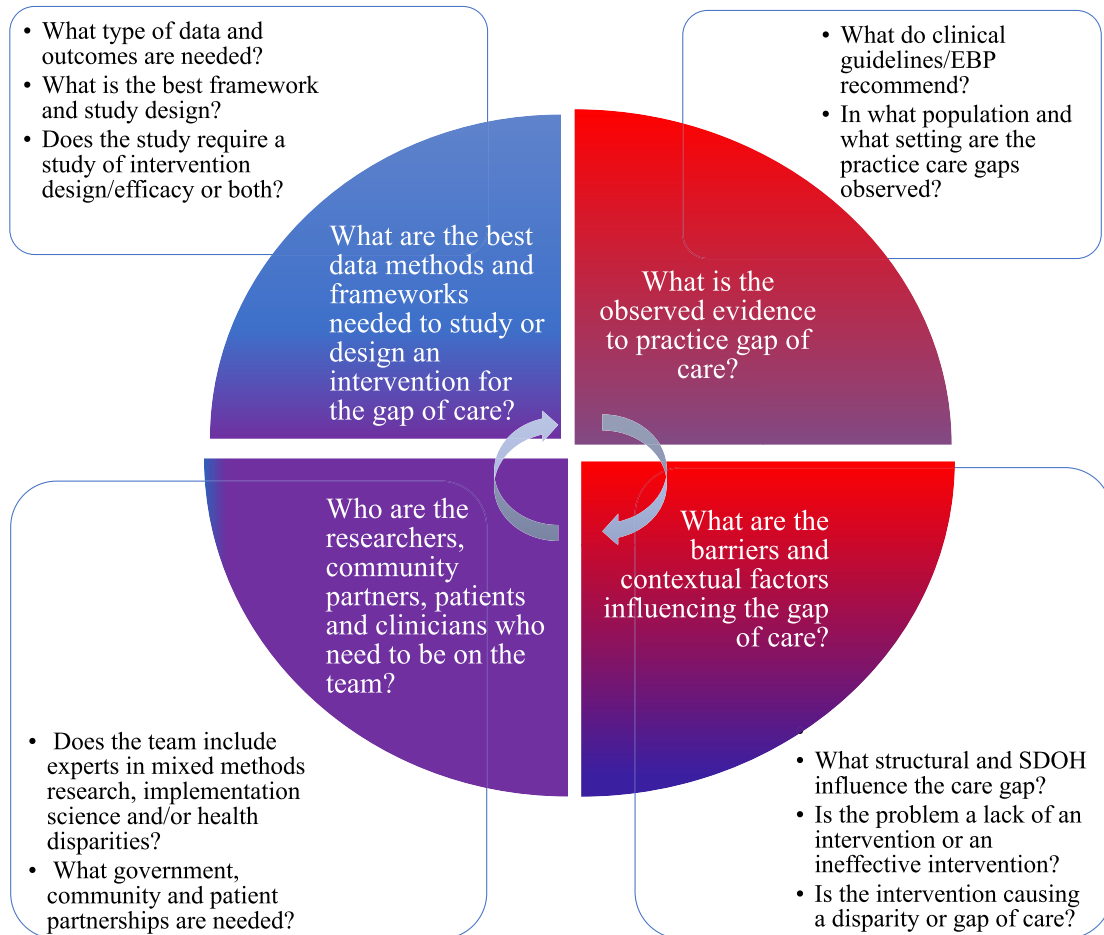 • What type of data and
outcomes are needed?
• What is the best framework
and study design?
• Does the study require a
study of intervention
design/efficacy or both?
• What do clinical
guidelines/EBP
recommend?
• In what population and
what setting are the
practice care gaps
observed?
What are the best
data methods and
frameworks
needed to study or
design an
intervention for
the gap of care?
What is the
observed evidence
to practice gap of
care?
Who are the
researchers,
community
partners, patients
and clinicians who
need to be on the
team?
What are the
barriers and
contextual factors
influencing the gap
of care?
• Does the team include
experts in mixed methods
research, implementation
science and/or health
disparities?
• What government,
community and patient
partnerships are needed?
• What structural and SDOH
influence the care gap?
• Is the problem a lack of an
intervention or an
ineffective intervention?
• Is the intervention causing
a disparity or gap of care?